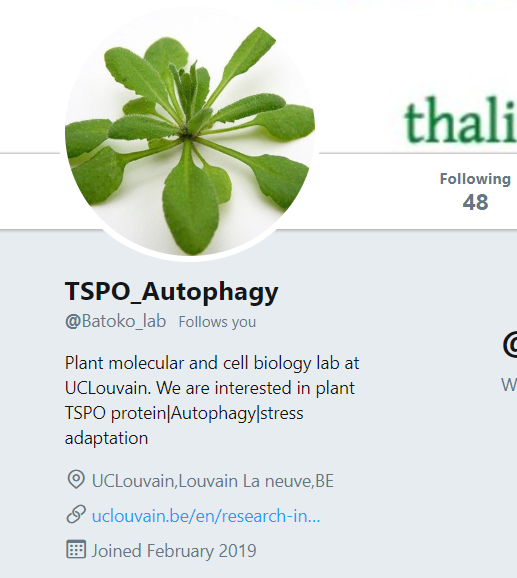 thali
Following
48
TSPO_Autophagy
@Batoko_lab Follows you
Plant molecular and cell biology lab at
UCLouvain. We are interested in plant
TSPO protein|Autophagy|stress
adaptation
UCLouvain,Louvain La neuve,BE
uclouvain.be/en/research-in...
Joined February 2019
@
W